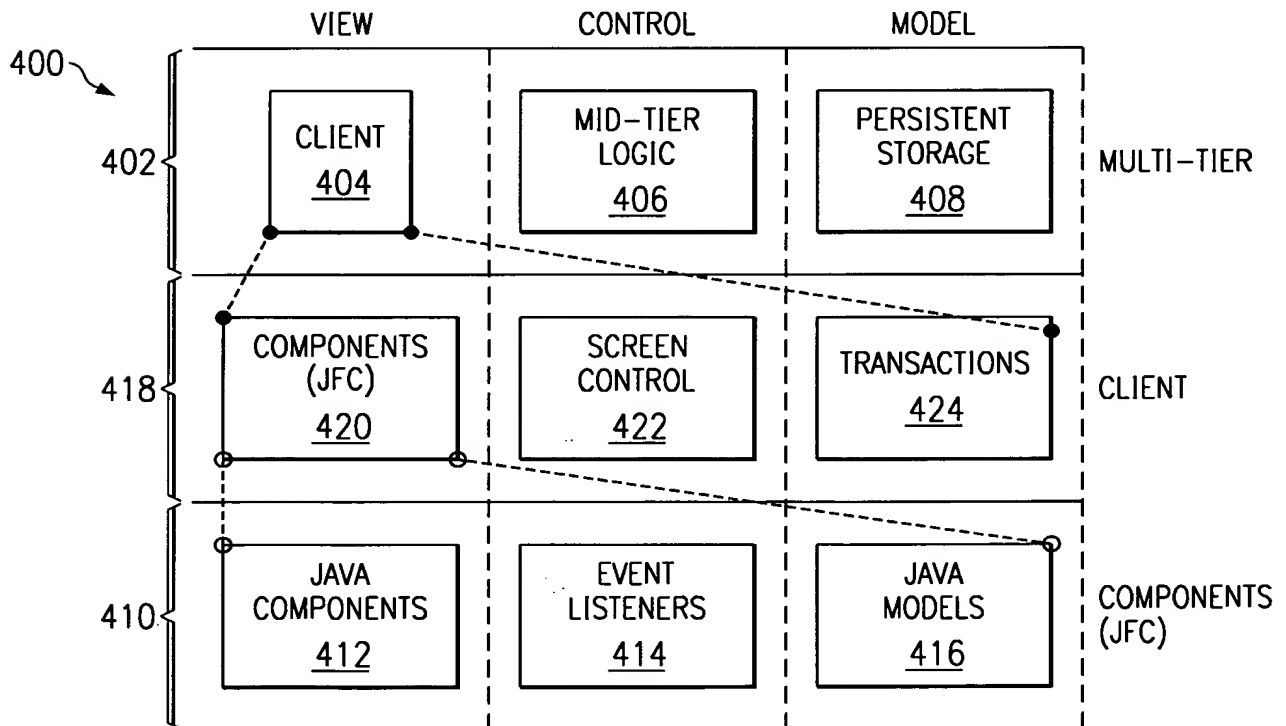 VIEW
CONTROL
MODEL
400
402
CLIENT
404
MID-TIER
LOGIC
406
PERSISTENT
STORAGE
408
MULTI-TIER
418
COMPONENTS
(JFC)
420
SCREEN
CONTROL
422
TRANSACTIONS
424
CLIENT
410
JAVA
COMPONENTS
412
EVENT
LISTENERS
414
JAVA
MODELS
416
COMPONENTS
(JFC)